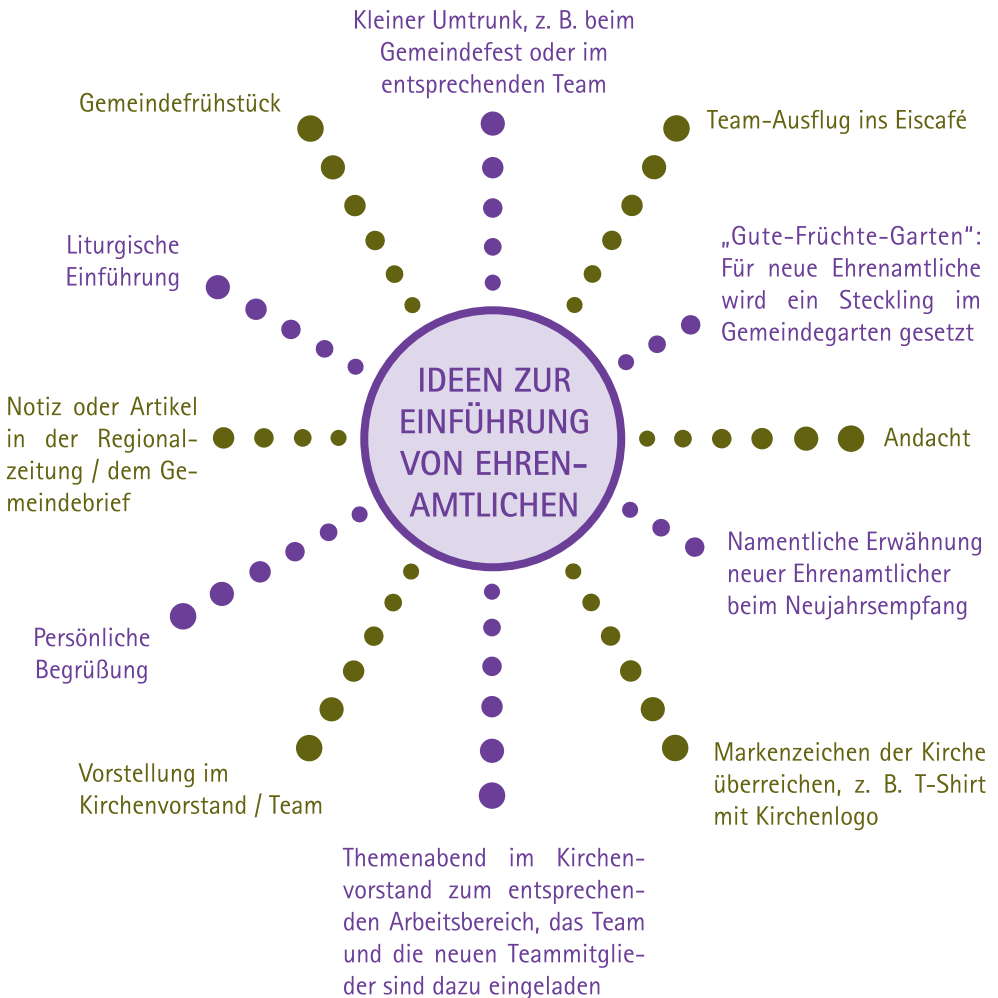 Kleiner Umtrunk, z. B. beim
Gemeindefest oder im
entsprechenden Team
Gemeindefrühstück
Team-Ausflug ins Eiscafé
Liturgische
Einführung
„Gute-Früchte-Garten“:
Für neue Ehrenamtliche
wird ein Steckling im
Gemeindegarten gesetzt
IDEEN ZUR
EINFÜHRUNG
VON EHREN-
AMTLICHEN
Notiz oder Artikel
in der Regional-
zeitung / dem Ge-
meindebrief
Andacht
Namentliche Erwähnung
neuer Ehrenamtlicher
beim Neujahrsempfang
Persönliche
Begrüßung
Vorstellung im
Kirchenvorstand / Team
Markenzeichen der Kirche
überreichen, z. B. T-Shirt
mit Kirchenlogo
Themenabend im Kirchen-
vorstand zum entsprechen-
den Arbeitsbereich, das Team
und die neuen Teammitglie-
der sind dazu eingeladen